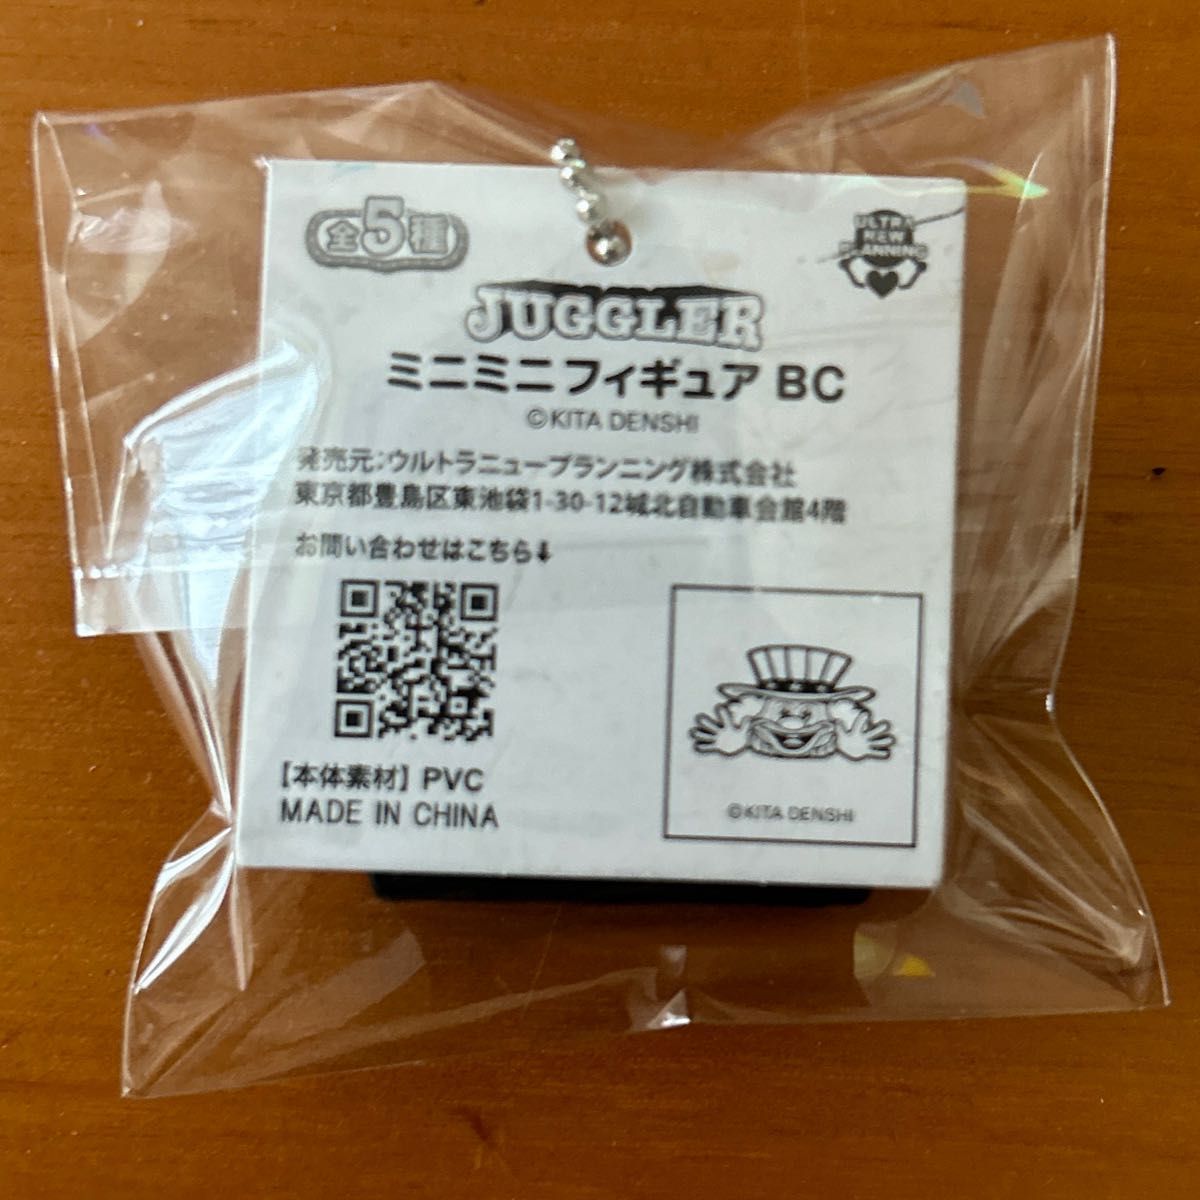 全5種
ULTRA
NEW
PLANNING
JUGGLER
ミニミニフィギュア BC
©KITA DENSHI
発売元:ウルトラニュープランニング株式会社
東京都豊島区東池袋1-30-12城北自動車会館4階
お問い合わせはこちら↓
【本体素材】PVC
MADE IN CHINA
©KITA DENSHI